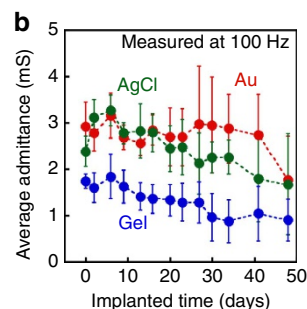 b
Measured at 100 Hz
AgCl
Au
Gel
Average admittance (mS)
5
4
3
2
1
0
0 10 20 30 40 50
Implanted time (days)